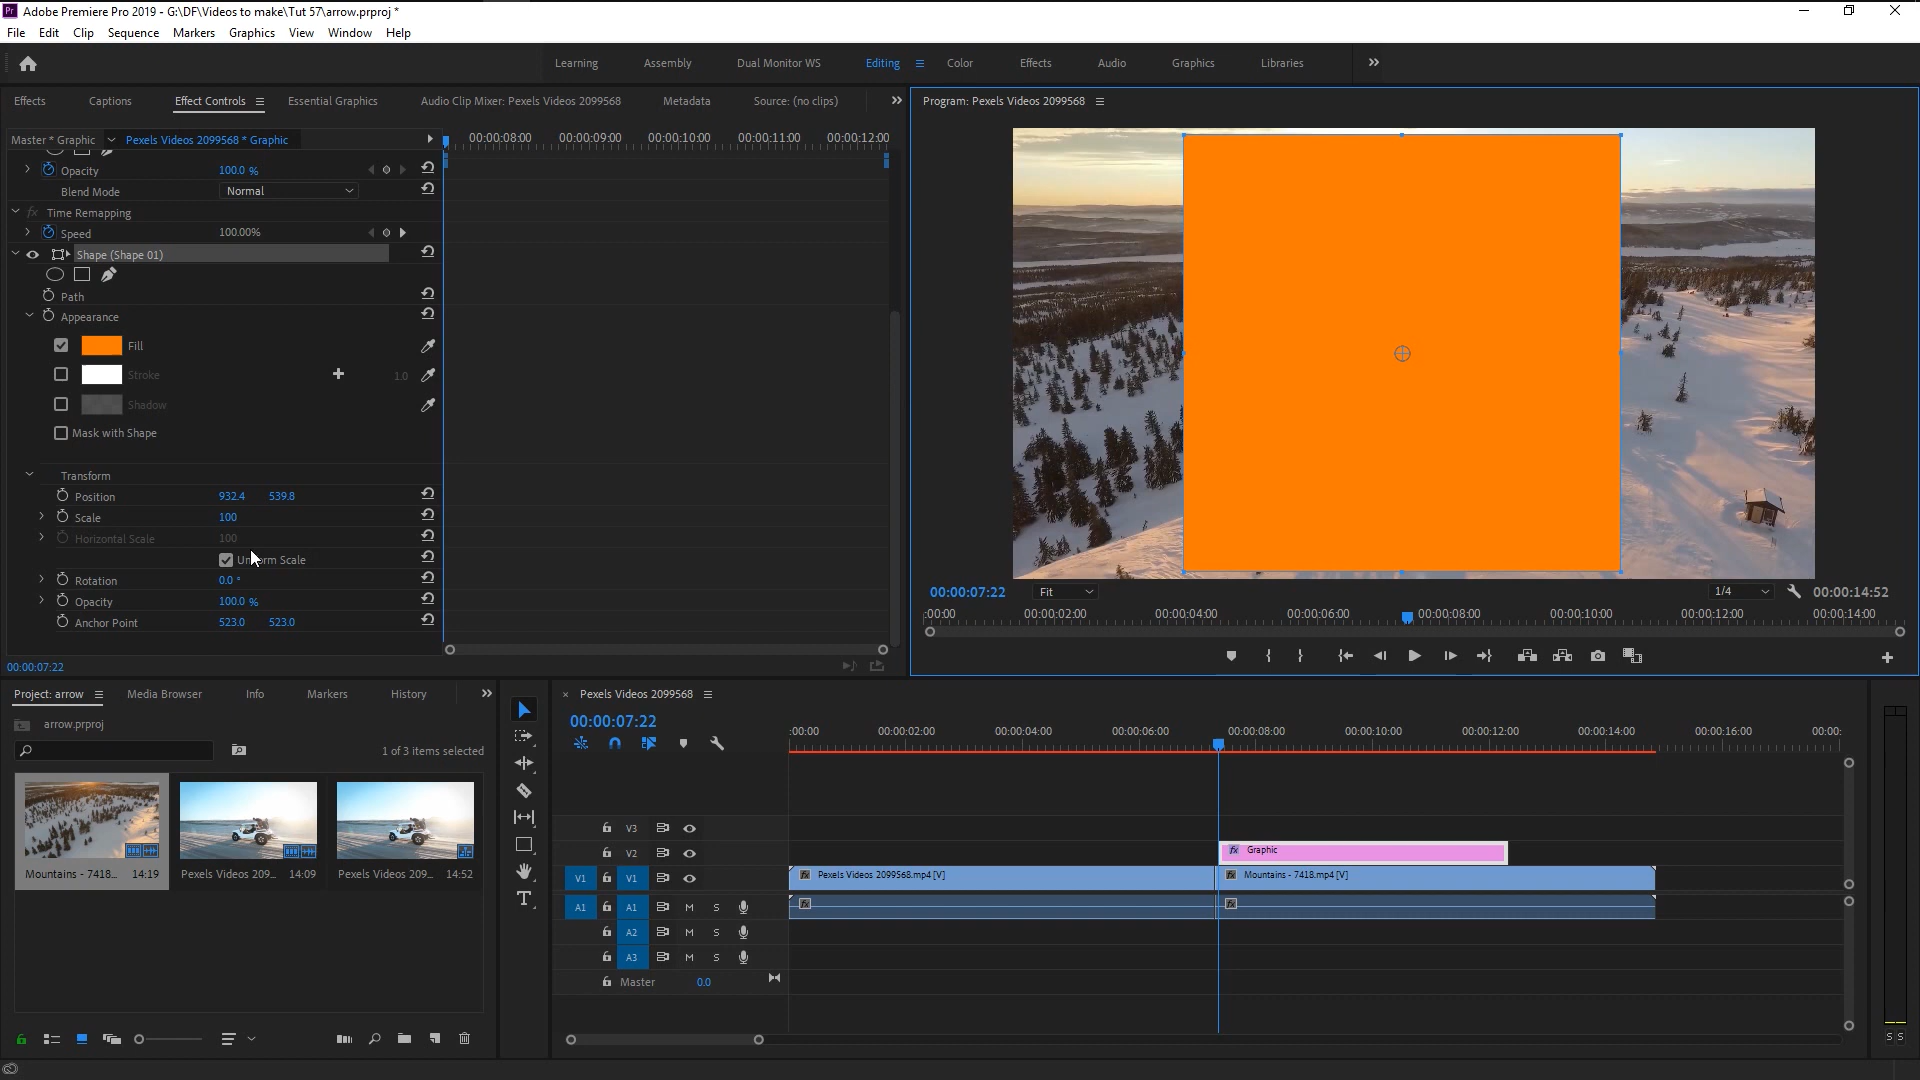 Adobe Premiere Pro 2019 - G:\DF\Videos to make\Tut 57\arrow.prproj *
File Edit Clip Sequence Markers Graphics View Window Help
Learning Assembly Dual Monitor WS Editing Color Effects Audio Graphics Libraries
Effects Captions Effect Controls Essential Graphics Audio Clip Mixer: Pexels Videos 2099568 Metadata Source: (no clips)
Program: Pexels Videos 2099568
Master * Graphic Pexels Videos 2099568 * Graphic
00:00:08:00 00:00:09:00 00:00:10:00 00:00:11:00 00:00:12:00
Opacity 100.0 %
Blend Mode Normal
fx Time Remapping
Speed 100.00%
Shape (Shape 01)
Path
Appearance
Fill
Stroke 1.0
Shadow
Mask with Shape
Transform
Position 932.4 539.8
Scale 100
Horizontal Scale 100
Uniform Scale
Rotation 0.0 °
Opacity 100.0 %
Anchor Point 523.0 523.0
00:00:07:22
00:00:07:22 Fit 1/4 00:00:14:52
:00:00 00:00:02:00 00:00:04:00 00:00:06:00 00:00:08:00 00:00:10:00 00:00:12:00 00:00:14:00
Project: arrow Media Browser Info Markers History
arrow.prproj
1 of 3 items selected
Mountains - 7418... 14:19
Pexels Videos 209... 14:09
Pexels Videos 209... 14:52
T
Pexels Videos 2099568
00:00:07:22
:00:00 00:00:02:00 00:00:04:00 00:00:06:00 00:00:08:00 00:00:10:00 00:00:12:00 00:00:14:00 00:00:16:00 00:00:
V3
V2 fx Graphic
V1 V1 fx Pexels Videos 2099568.mp4 [V] fx Mountains - 7418.mp4 [V]
A1 A1 M S fx fx
A2 M S
A3 M S
Master 0.0
S S